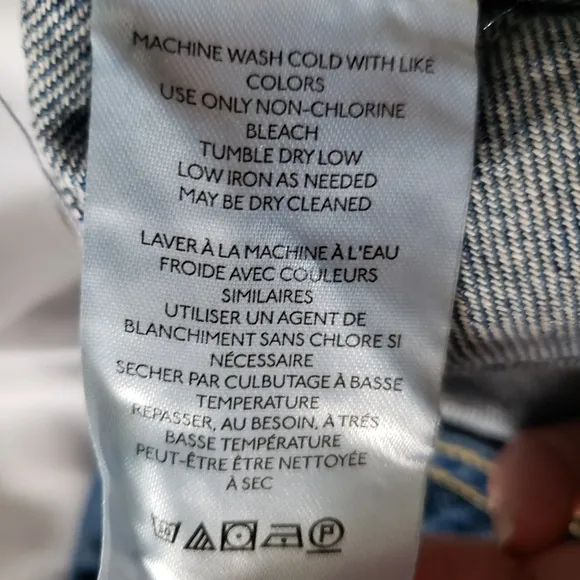 MACHINE WASH COLD WITH LIKE
COLORS
USE ONLY NON-CHLORINE
BLEACH
TUMBLE DRY LOW
LOW IRON AS NEEDED
MAY BE DRY CLEANED
LAVER À LA MACHINE À L'EAU
FROIDE AVEC COULEURS
SIMILAIRES
UTILISER UN AGENT DE
BLANCHIMENT SANS CHLORE SI
NÉCESSAIRE
SECHER PAR CULBUTAGE À BASSE
TEMPERATURE
REPASSER, AU BESOIN, À TRÉS
BASSE TEMPÉRATURE
PEUT-ÊTRE ÊTRE NETTOYÉE
À SEC
P